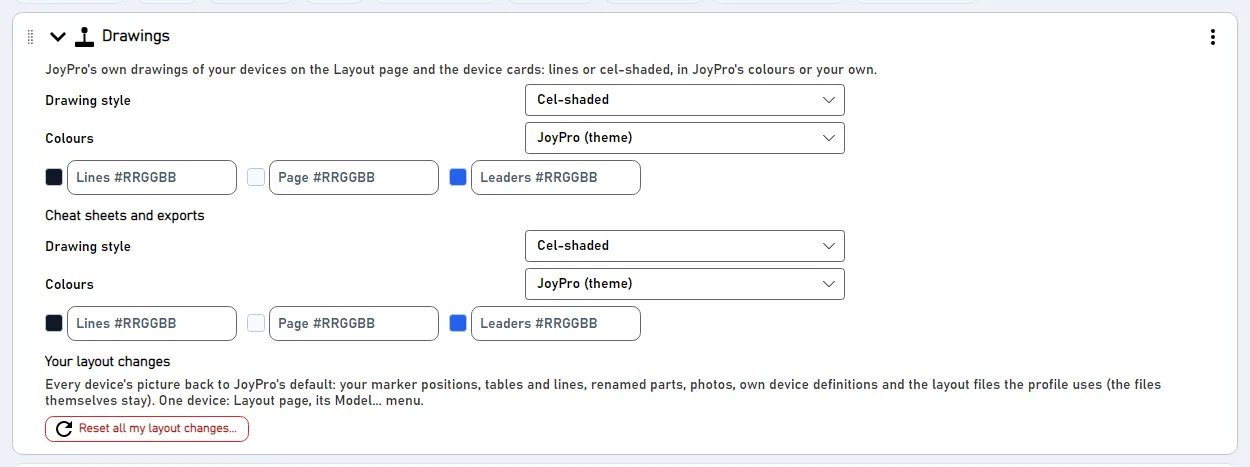 Drawings
JoyPro's own drawings of your devices on the Layout page and the device cards: lines or cel-shaded, in JoyPro's colours or your own.
Drawing style
Cel-shaded
Colours
JoyPro (theme)
Lines #RRGGBB
Page #RRGGBB
Leaders #RRGGBB
Cheat sheets and exports
Drawing style
Cel-shaded
Colours
JoyPro (theme)
Lines #RRGGBB
Page #RRGGBB
Leaders #RRGGBB
Your layout changes
Every device's picture back to JoyPro's default: your marker positions, tables and lines, renamed parts, photos, own device definitions and the layout files the profile uses (the files
themselves stay). One device: Layout page, its Model... menu.
Reset all my layout changes...